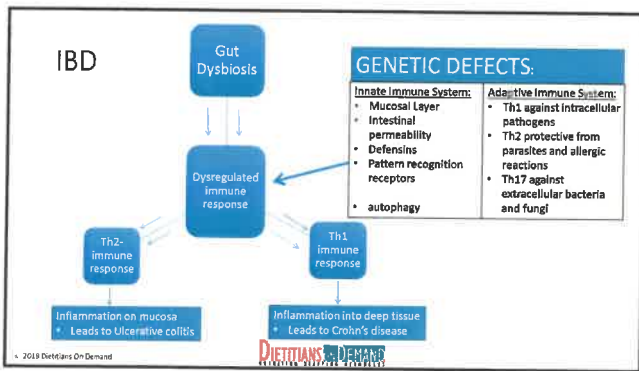 IBD
Gut
Dysbiosis
GENETIC DEFECTS:
Innate Immune System:
• Mucosal Layer
• Intestinal
permeability
• Defensins
• Pattern recognition
receptors
• autophagy
Adaptive Immune System:
• Th1 against intracellular
pathogens
• Th2 protective from
parasites and allergic
reactions
• Th17 against
extracellular bacteria
and fungi
Dysregulated
immune
response
Th2-
immune
response
Th1
immune
response
Inflammation on mucosa
• Leads to Ulcerative colitis
Inflammation into deep tissue
• Leads to Crohn's disease
2019 Dietitians On Demand
DIETITIANS ON DEMAND